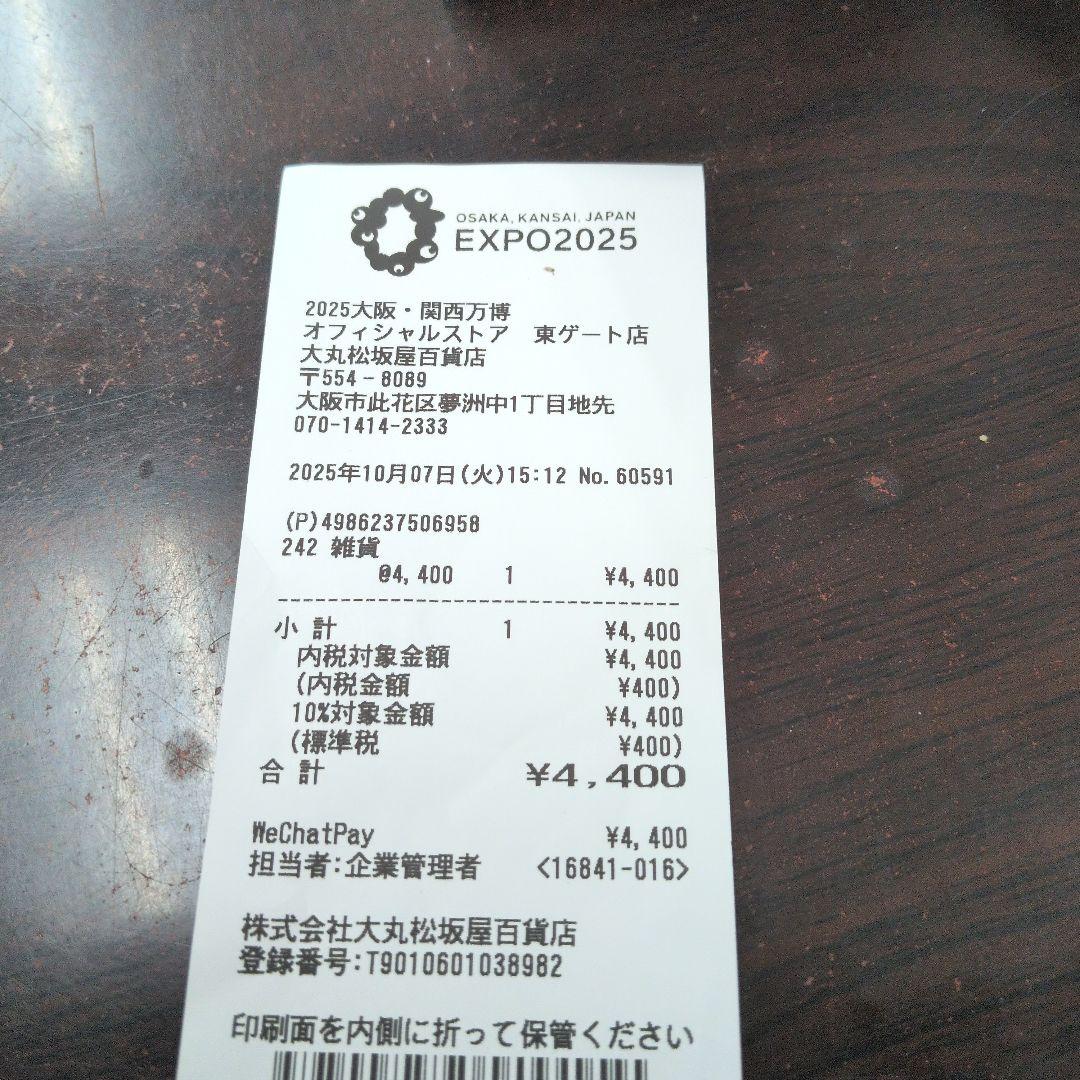 OSAKA, KANSAI, JAPAN
EXPO2025
2025大阪・関西万博
オフィシャルストア　東ゲート店
大丸松坂屋百貨店
〒554-8089
大阪市此花区夢洲中1丁目地先
070-1414-2333
2025年10月07日(火)15:12 No.60591
(P)4986237506958
242 雑貨
@4,400 1 ¥4,400
小 計 1 ¥4,400
内税対象金額 ¥4,400
(内税金額 ¥400)
10%対象金額 ¥4,400
(標準税 ¥400)
合 計 ¥4,400
WeChatPay ¥4,400
担当者:企業管理者 <16841-016>
株式会社大丸松坂屋百貨店
登録番号:T9010601038982
印刷面を内側に折って保管ください